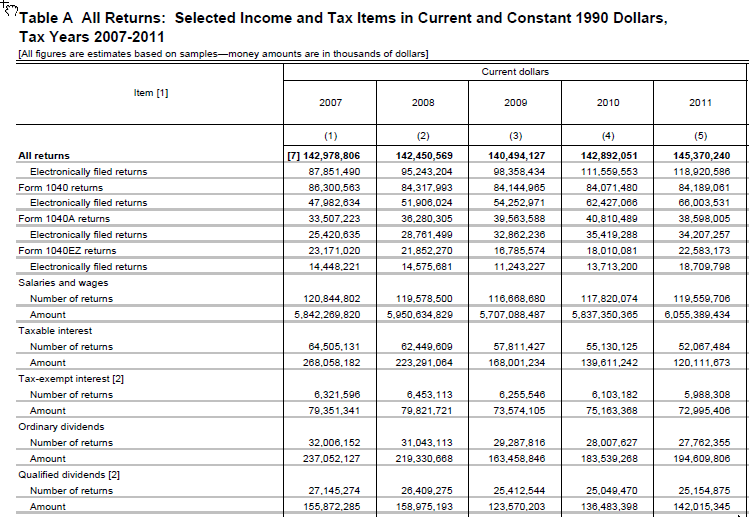 Table A All Returns: Selected Income and Tax Items in Current and Constant 1990 Dollars,
Tax Years 2007-2011
[All figures are estimates based on samples—money amounts are in thousands of dollars]
Current dollars
Item [1]
2007 2008 2009 2010 2011
(1) (2) (3) (4) (5)
All returns [7] 142,978,806 142,450,569 140,494,127 142,892,051 145,370,240
Electronically filed returns 87,851,490 95,243,204 98,358,434 111,559,553 118,920,586
Form 1040 returns 86,300,563 84,317,993 84,144,965 84,071,480 84,189,061
Electronically filed returns 47,982,634 51,906,024 54,252,971 62,427,066 66,003,531
Form 1040A returns 33,507,223 36,280,305 39,563,588 40,810,489 38,598,005
Electronically filed returns 25,420,635 28,761,499 32,862,236 35,419,288 34,207,257
Form 1040EZ returns 23,171,020 21,852,270 16,785,574 18,010,081 22,583,173
Electronically filed returns 14,448,221 14,575,681 11,243,227 13,713,200 18,709,798
Salaries and wages
Number of returns 120,844,802 119,578,500 116,668,680 117,820,074 119,559,706
Amount 5,842,269,820 5,950,634,829 5,707,088,487 5,837,350,365 6,055,389,434
Taxable interest
Number of returns 64,505,131 62,449,609 57,811,427 55,130,125 52,067,484
Amount 268,058,182 223,291,064 168,001,234 139,611,242 120,111,673
Tax-exempt interest [2]
Number of returns 6,321,596 6,453,113 6,255,546 6,103,182 5,988,308
Amount 79,351,341 79,821,721 73,574,105 75,163,368 72,995,406
Ordinary dividends
Number of returns 32,006,152 31,043,113 29,287,816 28,007,627 27,762,355
Amount 237,052,127 219,330,668 163,458,846 183,539,268 194,609,806
Qualified dividends [2]
Number of returns 27,145,274 26,409,275 25,412,544 25,049,470 25,154,875
Amount 155,872,285 158,975,193 123,570,203 136,483,398 142,015,345